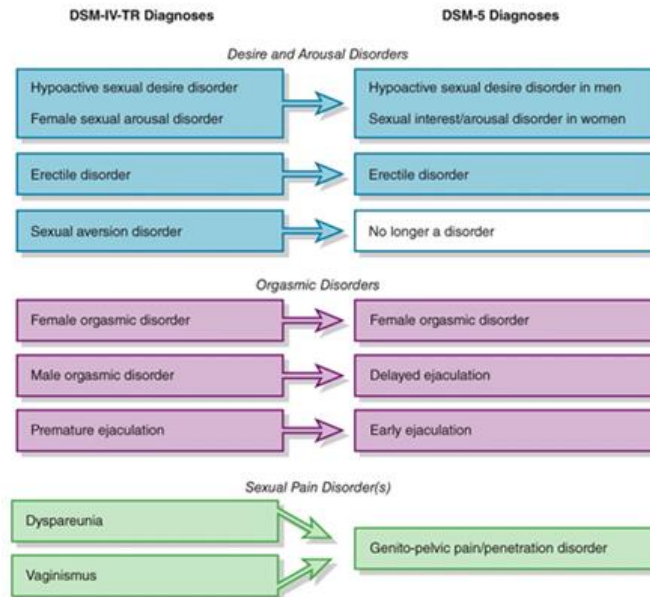 DSM-IV-TR Diagnoses
DSM-5 Diagnoses
Desire and Arousal Disorders
Hypoactive sexual desire disorder
Female sexual arousal disorder
Hypoactive sexual desire disorder in men
Sexual interest/arousal disorder in women
Erectile disorder
Erectile disorder
Sexual aversion disorder
No longer a disorder
Orgasmic Disorders
Female orgasmic disorder
Female orgasmic disorder
Male orgasmic disorder
Delayed ejaculation
Premature ejaculation
Early ejaculation
Sexual Pain Disorder(s)
Dyspareunia
Vaginismus
Genito-pelvic pain/penetration disorder